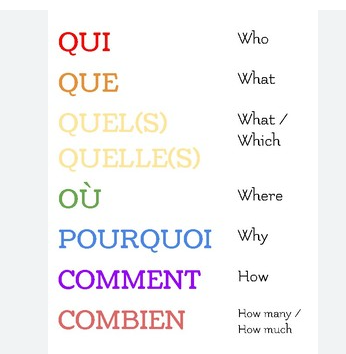 QUI Who
QUE What
QUEL(S) What /
QUELLE(S) Which
OÙ Where
POURQUOI Why
COMMENT How
COMBIEN How many /
How much